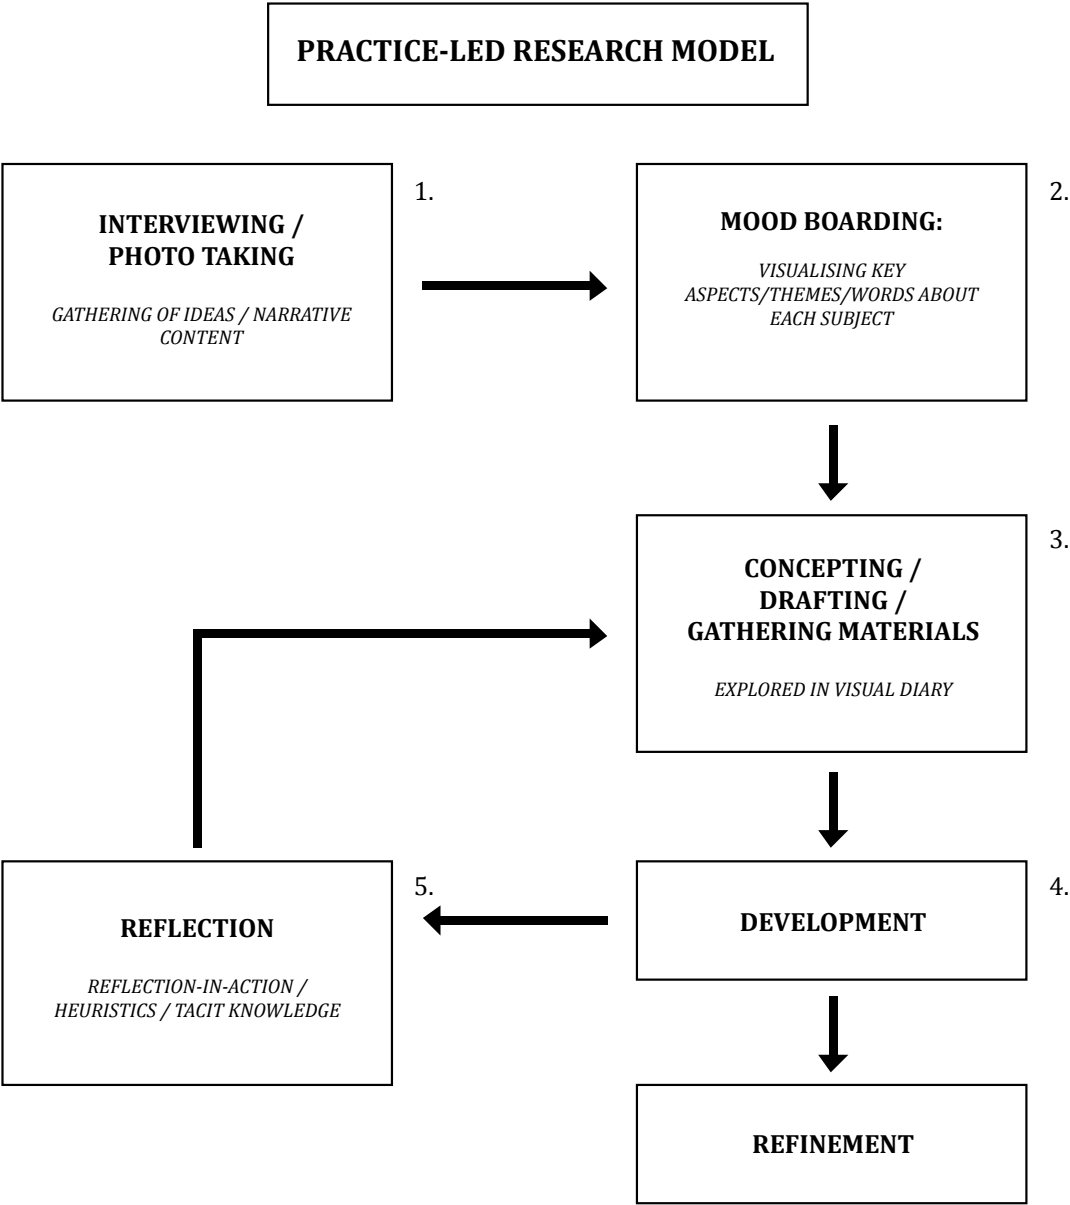 PRACTICE-LED RESEARCH MODEL
1.
INTERVIEWING /
PHOTO TAKING
GATHERING OF IDEAS / NARRATIVE
CONTENT
2.
MOOD BOARDING:
VISUALISING KEY
ASPECTS/THEMES/WORDS ABOUT
EACH SUBJECT
3.
CONCEPTING /
DRAFTING /
GATHERING MATERIALS
EXPLORED IN VISUAL DIARY
4.
DEVELOPMENT
5.
REFLECTION
REFLECTION-IN-ACTION /
HEURISTICS / TACIT KNOWLEDGE
REFINEMENT